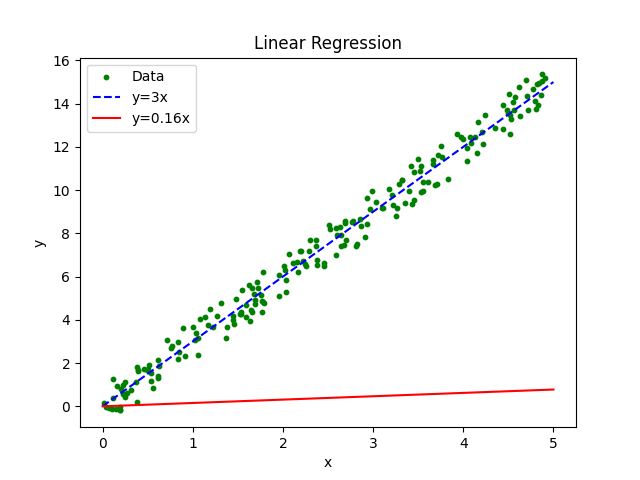 Linear Regression
Data
y=3x
y=0.16x
16
14
12
10
8
6
4
2
0
y
0 1 2 3 4 5
x